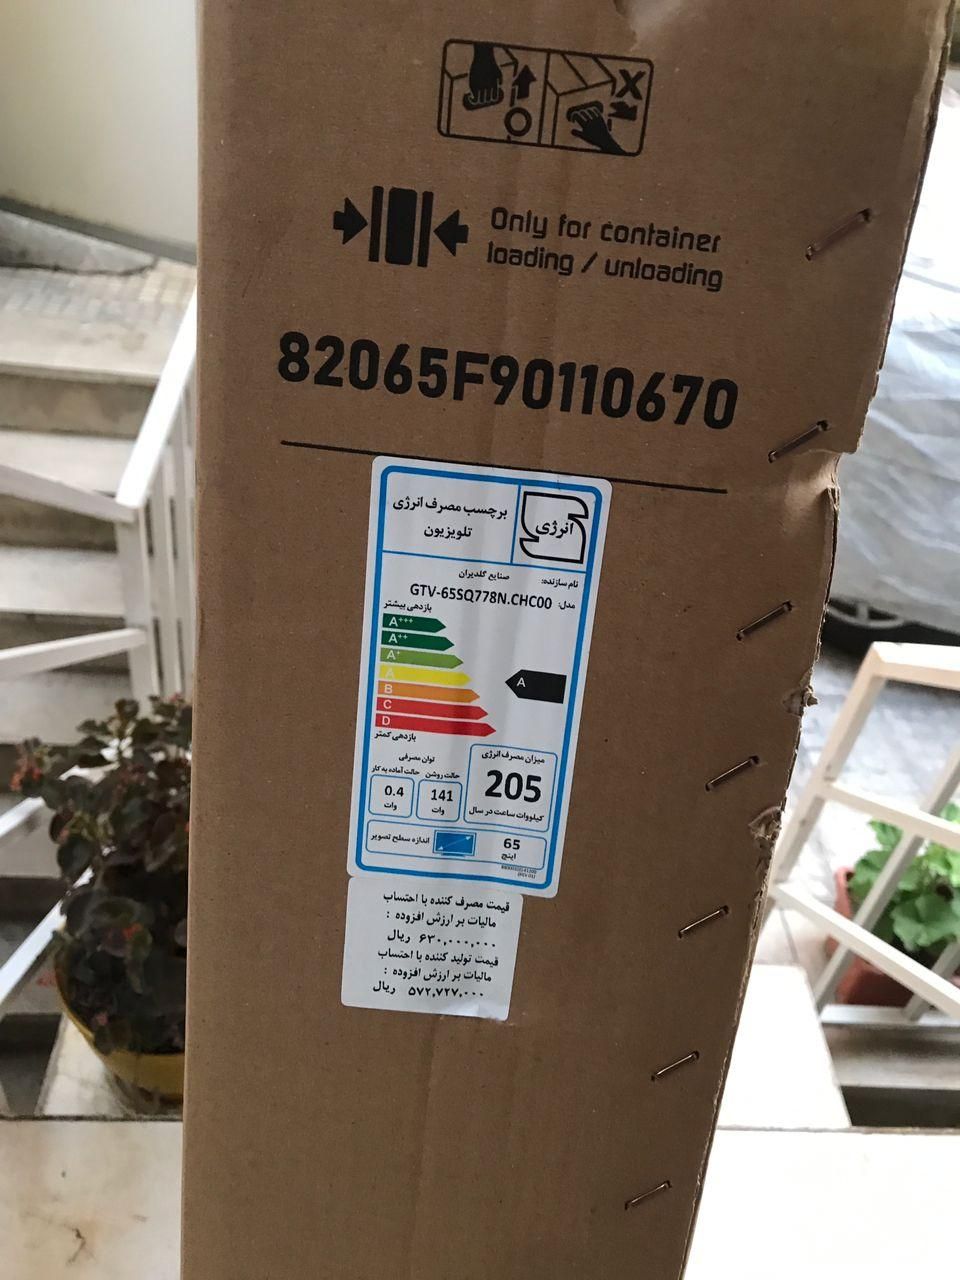 X
Only for container
loading / unloading
82065F90110670
برچسب مصرف انرژی
تلویزیون
انرژی
نام سازنده: صنایع گلدیران
مدل: GTV-65SQ778N.CHC00
بازدهی بیشتر
A+++
A++
A+
A
B
C
D
A
بازدهی کمتر
میزان مصرف انرژی
205
کیلووات ساعت در سال
توان مصرفی
حالت روشن
141
وات
حالت آماده به کار
0.4
وات
65
اینچ
اندازه سطح تصویر
قیمت مصرف کننده با احتساب
مالیات بر ارزش افزوده :
۶۳۰,۰۰۰,۰۰۰ ریال
قیمت تولید کننده با احتساب
مالیات بر ارزش افزوده :
۵۷۲,۷۲۷,۰۰۰ ریال